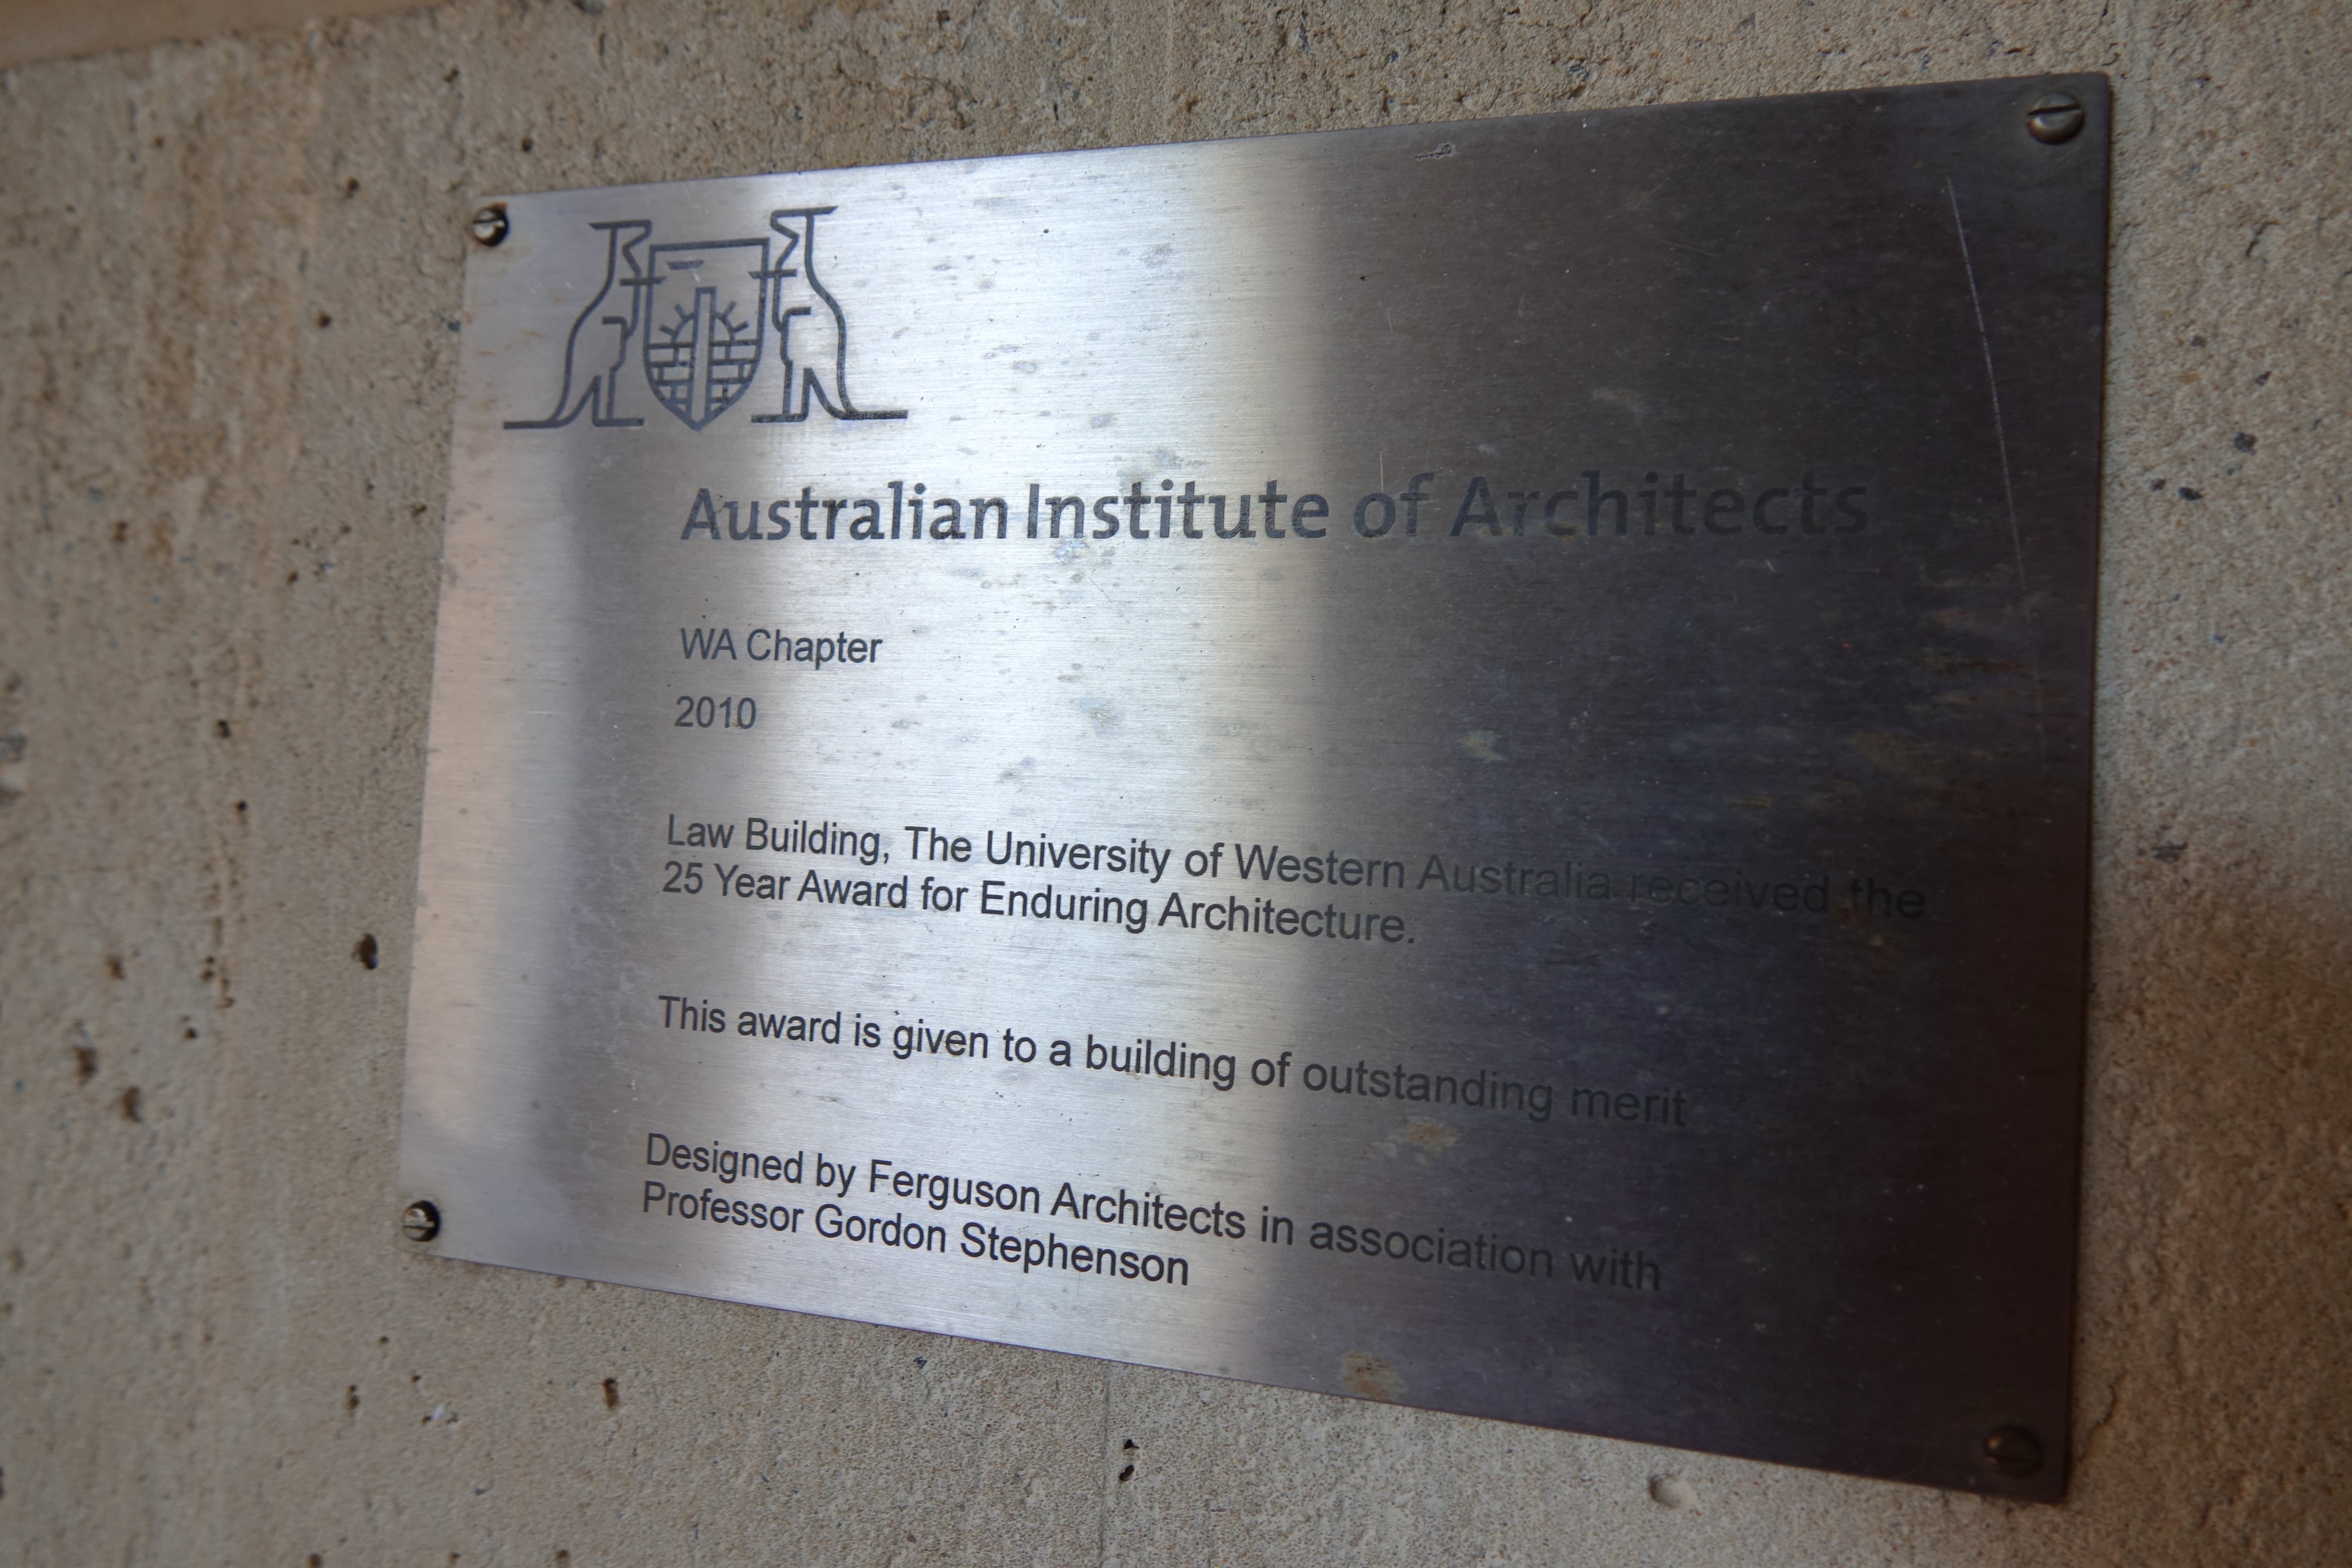 Australian Institute of Architects
WA Chapter
2010
Law Building, The University of Western Australia received the
25 Year Award for Enduring Architecture.
This award is given to a building of outstanding merit
Designed by Ferguson Architects in association with
Professor Gordon Stephenson